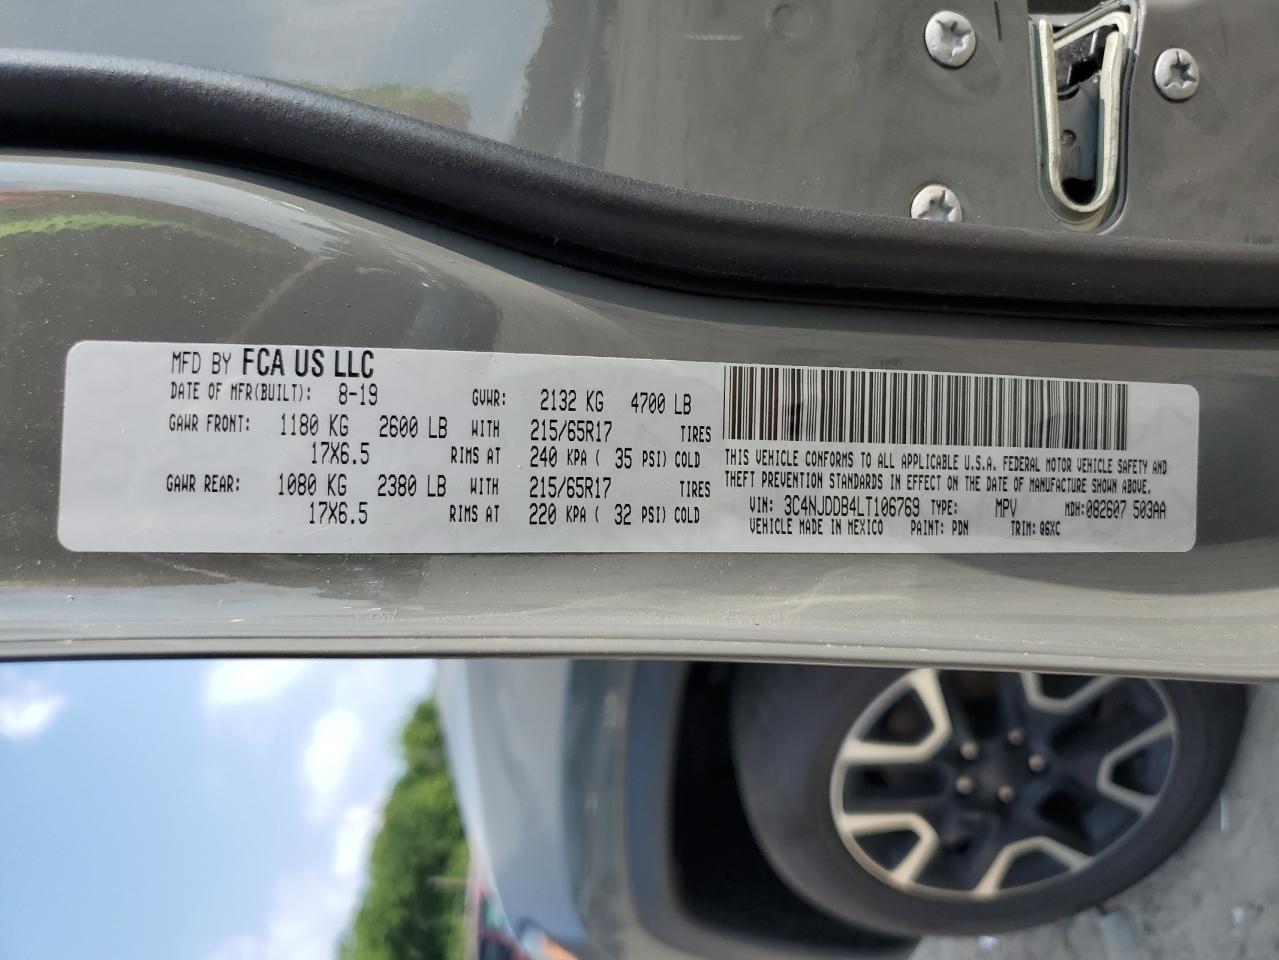 MFD BY FCA US LLC
DATE OF MFR(BUILT): 8-19 GVWR: 2132 KG 4700 LB
GAWR FRONT: 1180 KG 2600 LB WITH 215/65R17 TIRES
17X6.5 RIMS AT 240 KPA ( 35 PSI) COLD
GAWR REAR: 1080 KG 2380 LB WITH 215/65R17 TIRES
17X6.5 RIMS AT 220 KPA ( 32 PSI) COLD
THIS VEHICLE CONFORMS TO ALL APPLICABLE U.S.A. FEDERAL MOTOR VEHICLE SAFETY AND
THEFT PREVENTION STANDARDS IN EFFECT ON THE DATE OF MANUFACTURE SHOWN ABOVE.
VIN: 3C4NJDDB4LT106769 TYPE: MPV MDH:082607 503AA
VEHICLE MADE IN MEXICO PAINT: PDN TRIM: Q6XC